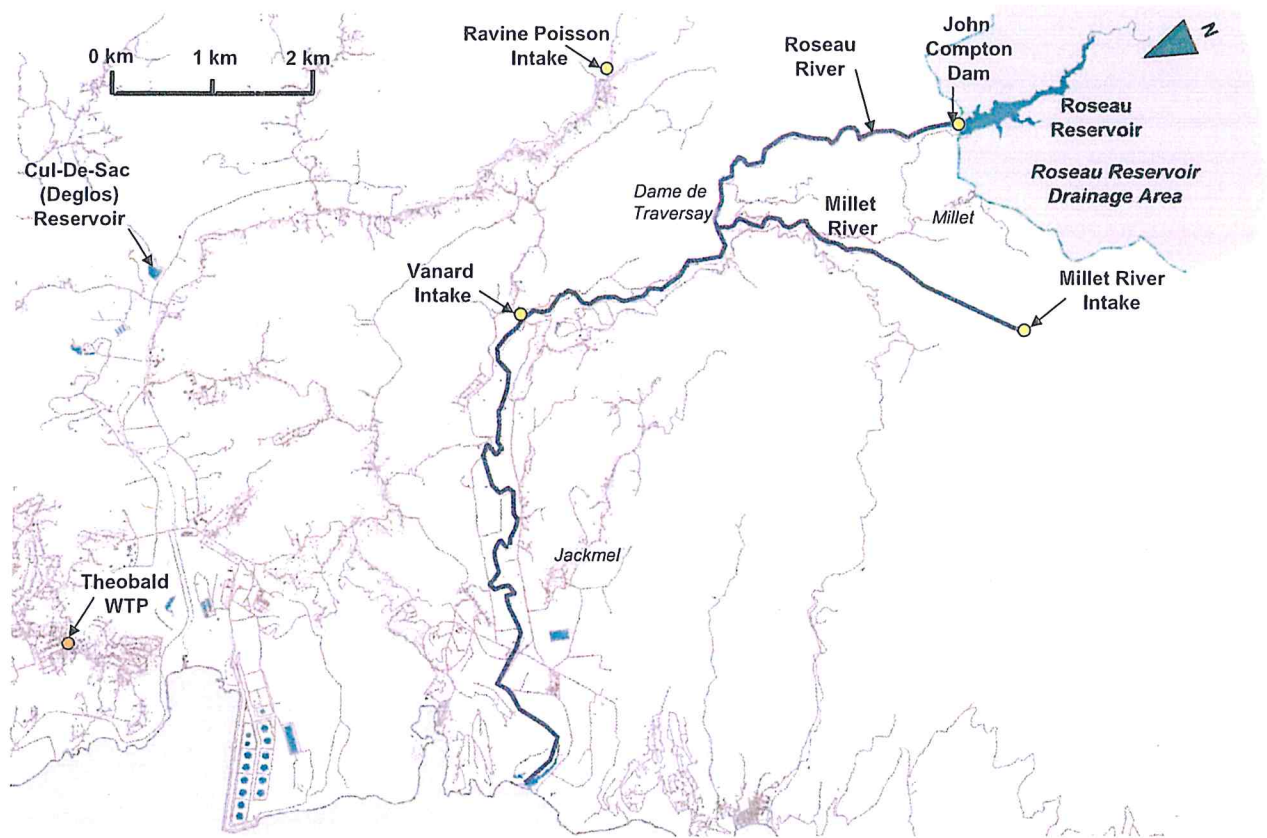 0 km 1 km 2 km
Ravine Poisson
Intake
Roseau
River
John
Compton
Dam
N
Roseau
Reservoir
Roseau Reservoir
Drainage Area
Cul-De-Sac
(Deglos)
Reservoir
Dame de
Traversay
Millet
River
Millet
Vanard
Intake
Millet River
Intake
Jackmel
Theobald
WTP